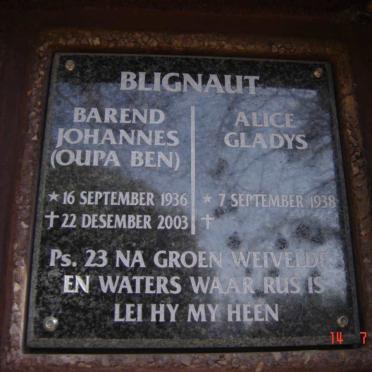 BLIGNAUT
BAREND
JOHANNES
(OUPA BEN)
* 16 SEPTEMBER 1936
† 22 DESEMBER 2003
ALICE
GLADYS
* 7 SEPTEMBER 1938
†
Ps. 23 NA GROEN WEIVELDE
EN WATERS WAAR RUS IS
LEI HY MY HEEN
14 7